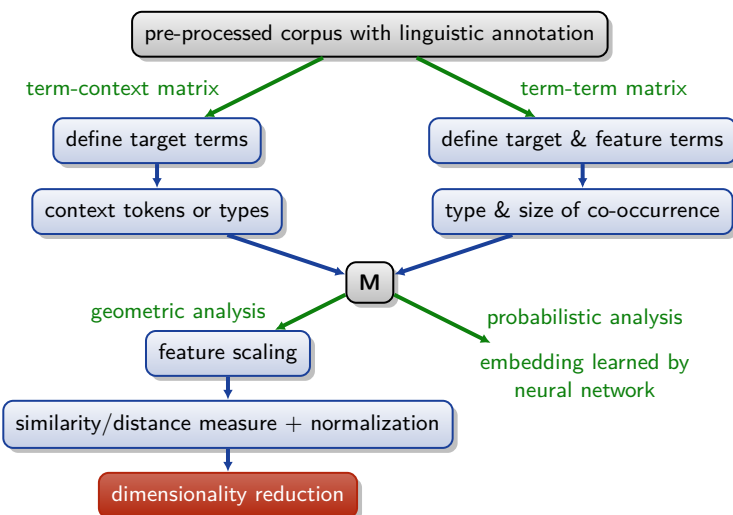 pre-processed corpus with linguistic annotation
term-context matrix
term-term matrix
define target terms
define target & feature terms
context tokens or types
type & size of co-occurrence
M
geometric analysis
probabilistic analysis
feature scaling
embedding learned by
neural network
similarity/distance measure + normalization
dimensionality reduction